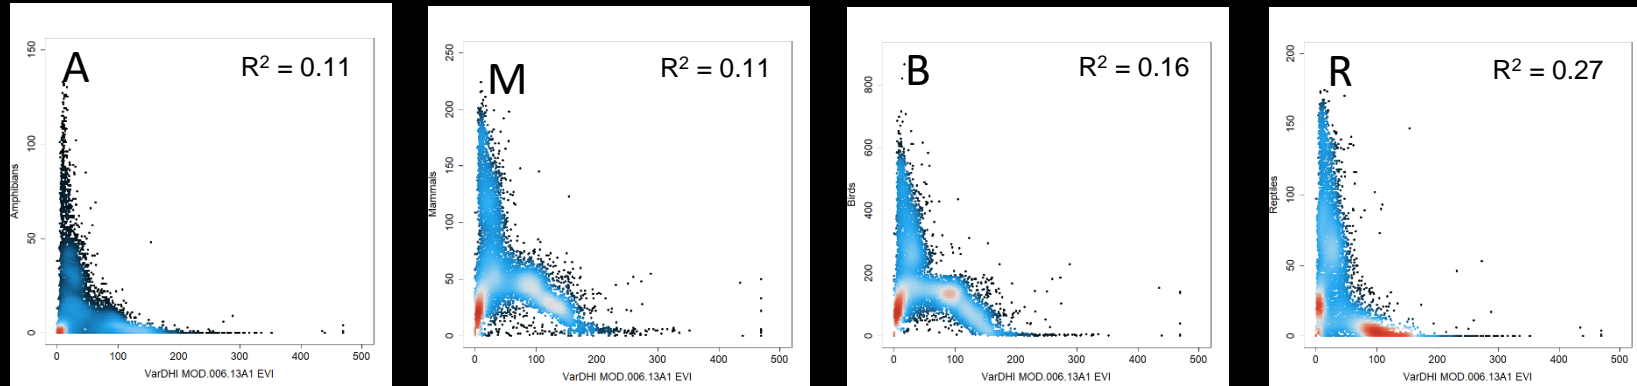 A
R² = 0.11
150
100
50
0
Amphibians
0 100 200 300 400 500
VarDHI MOD.006.13A1 EVI
M
R² = 0.11
250
200
150
100
50
0
Mammals
0 100 200 300 400 500
VarDHI MOD.006.13A1 EVI
B
R² = 0.16
800
600
400
200
0
Birds
0 100 200 300 400 500
VarDHI MOD.006.13A1 EVI
R
R² = 0.27
200
150
100
50
0
Reptiles
0 100 200 300 400 500
VarDHI MOD.006.13A1 EVI